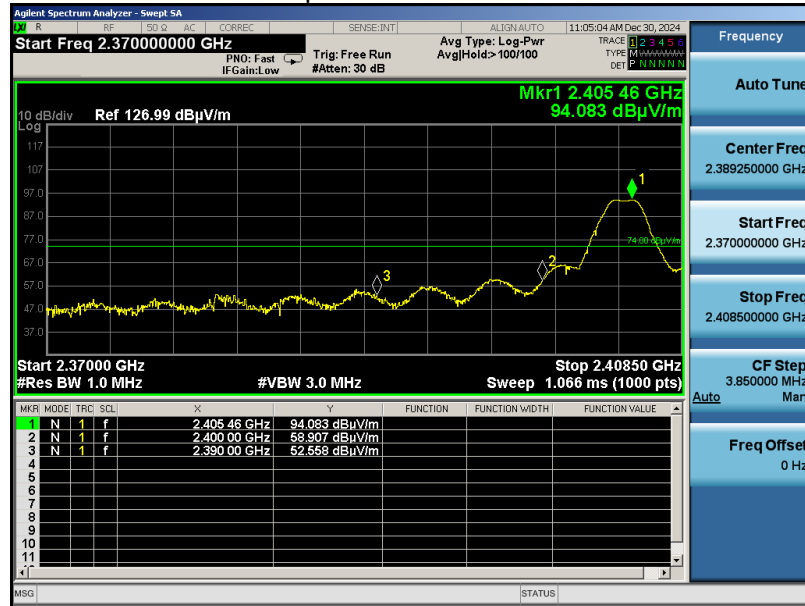 Agilent Spectrum Analyzer - Swept SA
LXI R RF 50 Ω AC CORREC SENSE:INT ALIGN AUTO 11:05:04 AM Dec 30, 2024
Start Freq 2.370000000 GHz
PNO: Fast Trig: Free Run Avg Type: Log-Pwr TRACE 1 2 3 4 5 6
IFGain:Low #Atten: 30 dB Avg|Hold:>100/100 TYPE M
DET P N N N N N
Mkr1 2.405 46 GHz
94.083 dBµV/m
10 dB/div Ref 126.99 dBµV/m
Log
117
107
97.0
87.0
77.0
67.0
57.0
47.0
37.0
1
2
3
74.00 dBµV/m
Start 2.37000 GHz Stop 2.40850 GHz
#Res BW 1.0 MHz #VBW 3.0 MHz Sweep 1.066 ms (1000 pts)
MKR MODE TRC SCL X Y FUNCTION FUNCTION WIDTH FUNCTION VALUE
1 N 1 f 2.405 46 GHz 94.083 dBµV/m
2 N 1 f 2.400 00 GHz 58.907 dBµV/m
3 N 1 f 2.390 00 GHz 52.558 dBµV/m
4
5
6
7
8
9
10
11
MSG STATUS
Frequency
Auto Tune
Center Freq
2.389250000 GHz
Start Freq
2.370000000 GHz
Stop Freq
2.408500000 GHz
CF Step
3.850000 MHz
Auto Man
Freq Offset
0 Hz